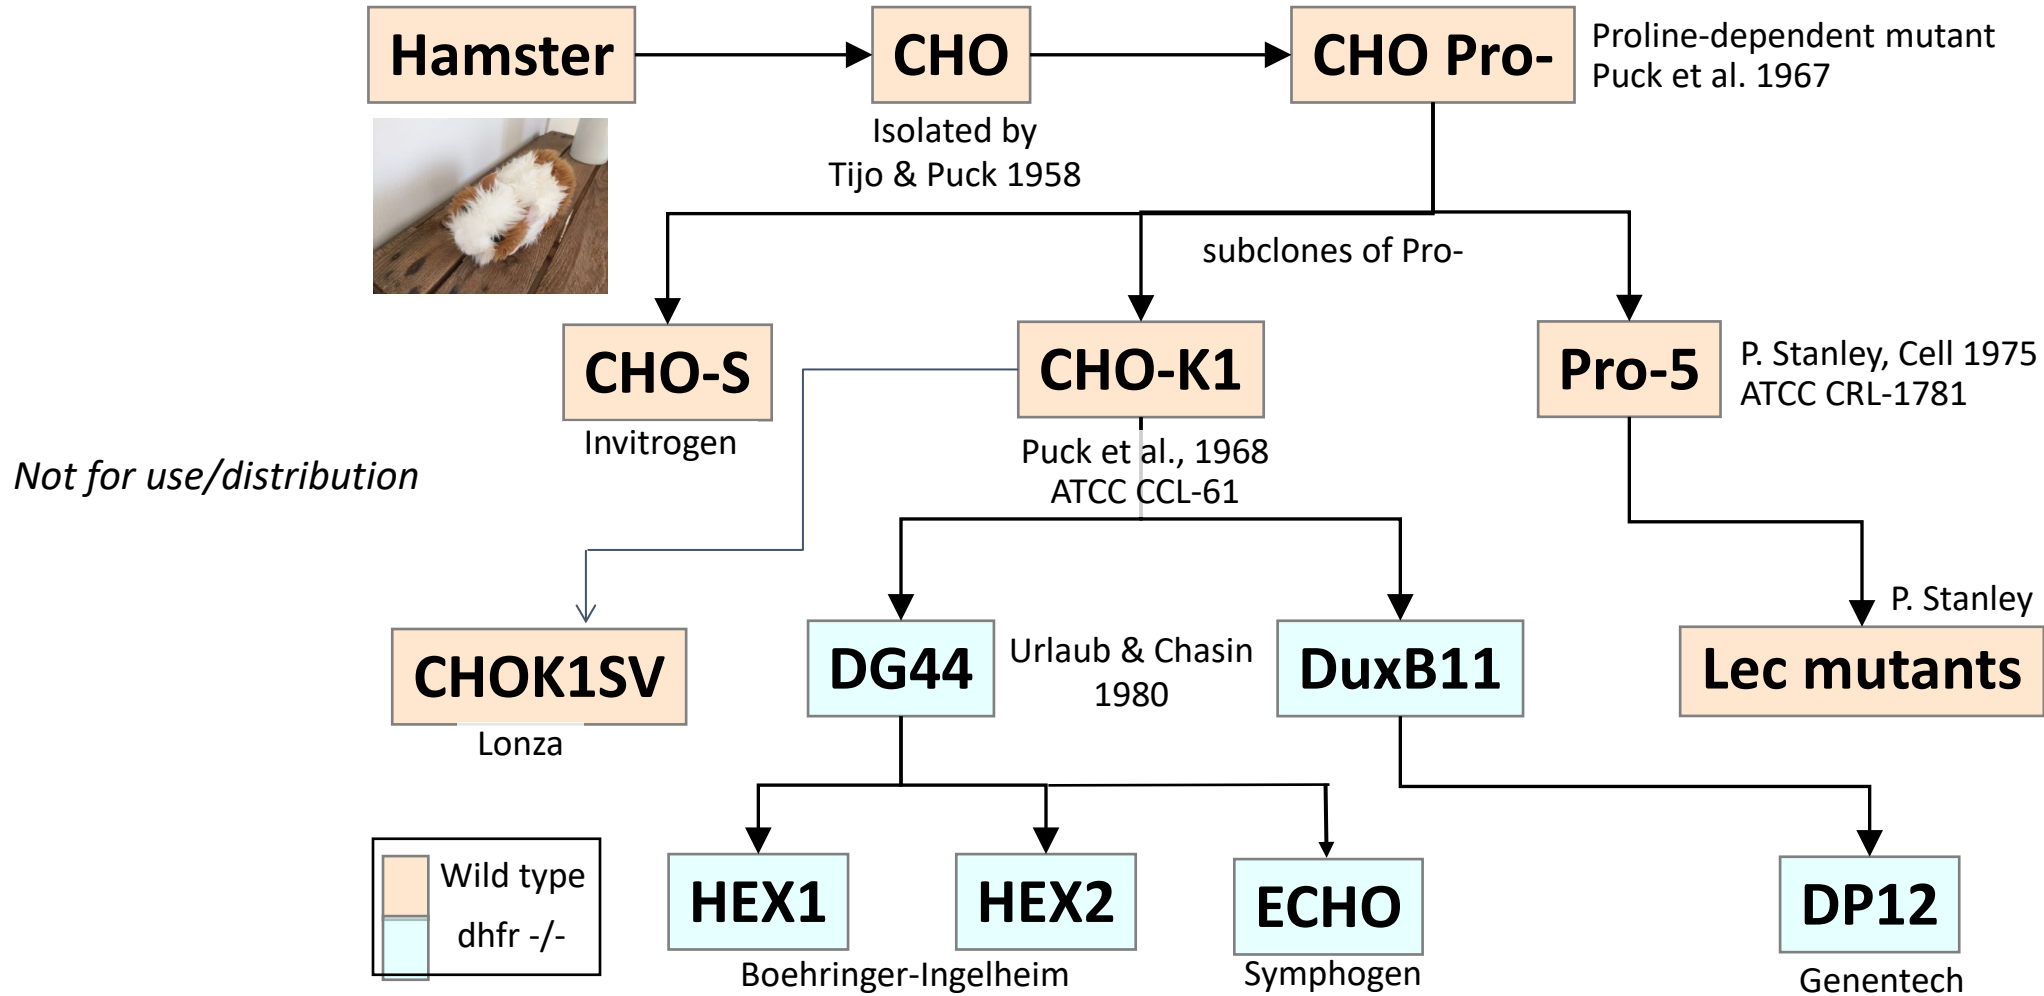 Hamster
CHO
CHO Pro-
Proline-dependent mutant
Puck et al. 1967
Isolated by
Tijo & Puck 1958
subclones of Pro-
CHO-S
Invitrogen
CHO-K1
Puck et al., 1968
ATCC CCL-61
Pro-5
P. Stanley, Cell 1975
ATCC CRL-1781
Not for use/distribution
CHOK1SV
Lonza
DG44
Urlaub & Chasin
1980
DuxB11
P. Stanley
Lec mutants
Wild type
dhfr -/-
HEX1
HEX2
Boehringer-Ingelheim
ECHO
Symphogen
DP12
Genentech